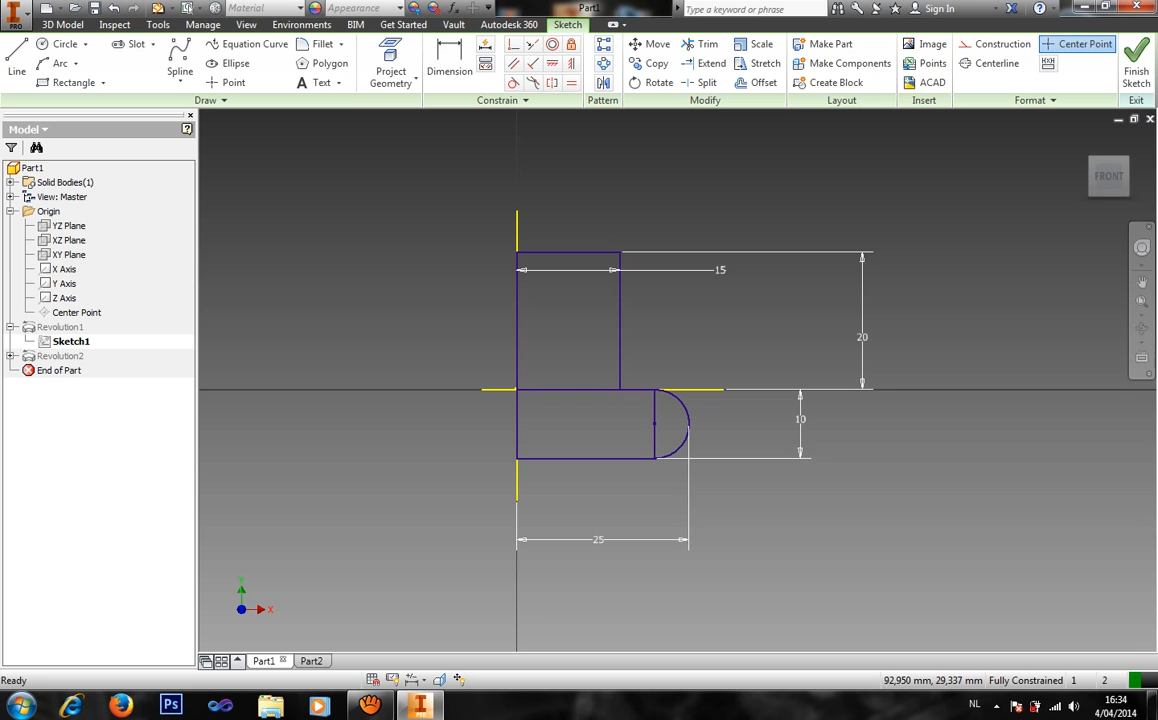 Material
Appearance
Part1
Type a keyword or phrase
Sign In
PRO
3D Model Inspect Tools Manage View Environments BIM Get Started Vault Autodesk 360 Sketch
Line
Circle
Arc
Rectangle
Slot
Spline
Equation Curve
Ellipse
Point
Fillet
Polygon
Text
Project
Geometry
Dimension
Move
Copy
Rotate
Trim
Extend
Split
Scale
Stretch
Offset
Make Part
Make Components
Create Block
Image
Points
ACAD
Construction
Centerline
Center Point
Finish
Sketch
Draw
Constrain
Pattern
Modify
Layout
Insert
Format
Exit
Model
Part1
Solid Bodies(1)
View: Master
Origin
YZ Plane
XZ Plane
XY Plane
X Axis
Y Axis
Z Axis
Center Point
Revolution1
Sketch1
Revolution2
End of Part
FRONT
15
20
10
25
Y
X
Part1 Part2
Ready
92,950 mm, 29,337 mm Fully Constrained 1 2
Ps
I
PRO
NL
16:34
4/04/2014